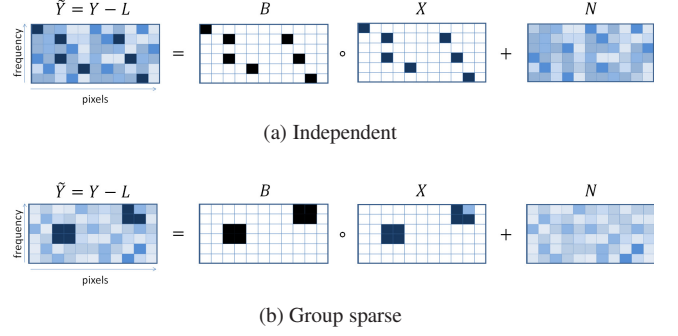 Ỹ = Y − L
B
X
N
frequency
=
∘
+
pixels
(a) Independent
Ỹ = Y − L
B
X
N
frequency
=
∘
+
pixels
(b) Group sparse